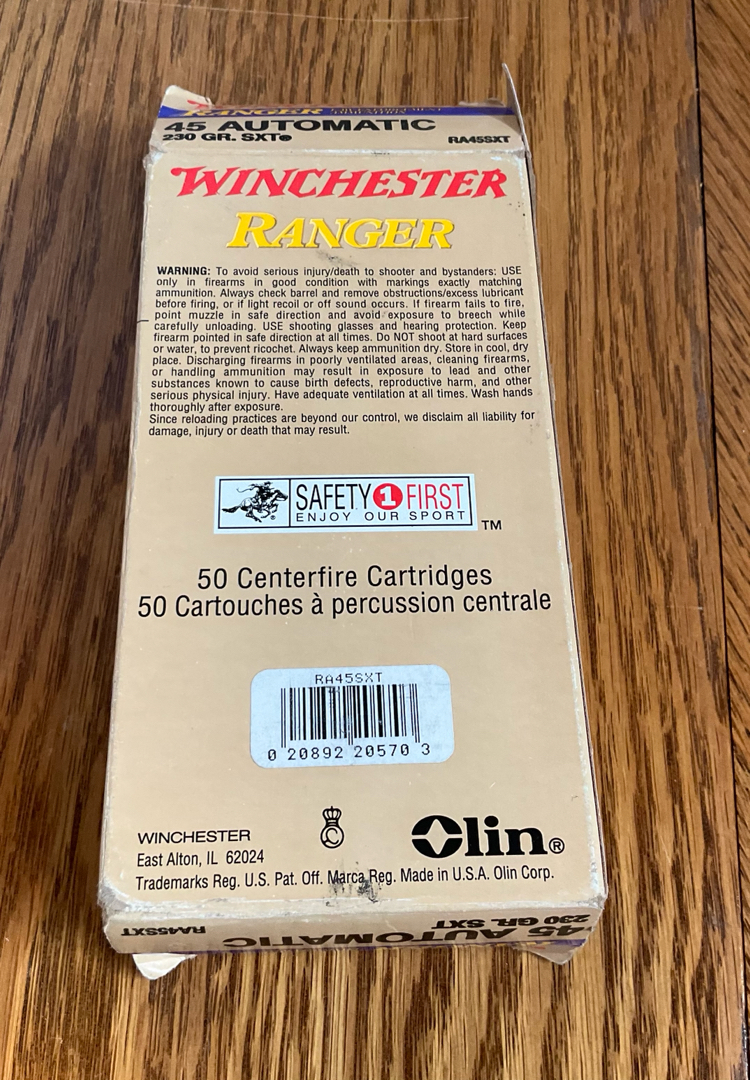 RANGER
45 AUTOMATIC
230 GR. SXT® RA45SXT
WINCHESTER
RANGER
WARNING: To avoid serious injury/death to shooter and bystanders: USE
only in firearms in good condition with markings exactly matching
ammunition. Always check barrel and remove obstructions/excess lubricant
before firing, or if light recoil or off sound occurs. If firearm fails to fire,
point muzzle in safe direction and avoid exposure to breech while
carefully unloading. USE shooting glasses and hearing protection. Keep
firearm pointed in safe direction at all times. Do NOT shoot at hard surfaces
or water, to prevent ricochet. Always keep ammunition dry. Store in cool, dry
place. Discharging firearms in poorly ventilated areas, cleaning firearms,
or handling ammunition may result in exposure to lead and other
substances known to cause birth defects, reproductive harm, and other
serious physical injury. Have adequate ventilation at all times. Wash hands
thoroughly after exposure.
Since reloading practices are beyond our control, we disclaim all liability for
damage, injury or death that may result.
SAFETY 1 FIRST
ENJOY OUR SPORT TM
50 Centerfire Cartridges
50 Cartouches à percussion centrale
RA45SXT
0 20892 20570 3
WINCHESTER
East Alton, IL 62024
Olin®
Trademarks Reg. U.S. Pat. Off. Marca Reg. Made in U.S.A. Olin Corp.
230 GR. SXT RA45SXT
45 AUTOMATIC